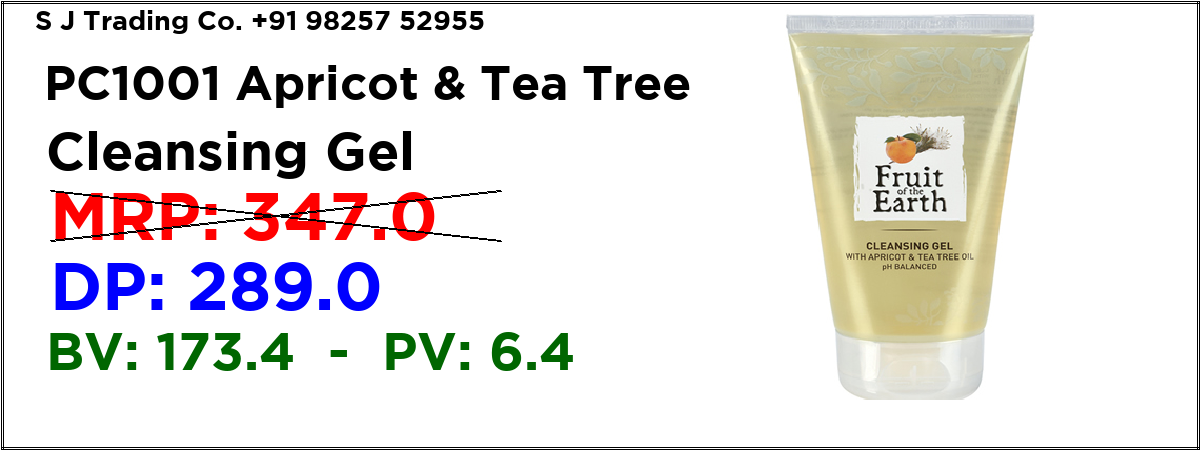 S J Trading Co. +91 98257 52955
PC1001 Apricot & Tea Tree
Cleansing Gel
MRP: 347.0
DP: 289.0
BV: 173.4 - PV: 6.4
Fruit
of the
Earth
CLEANSING GEL
WITH APRICOT & TEA TREE OIL
pH BALANCED